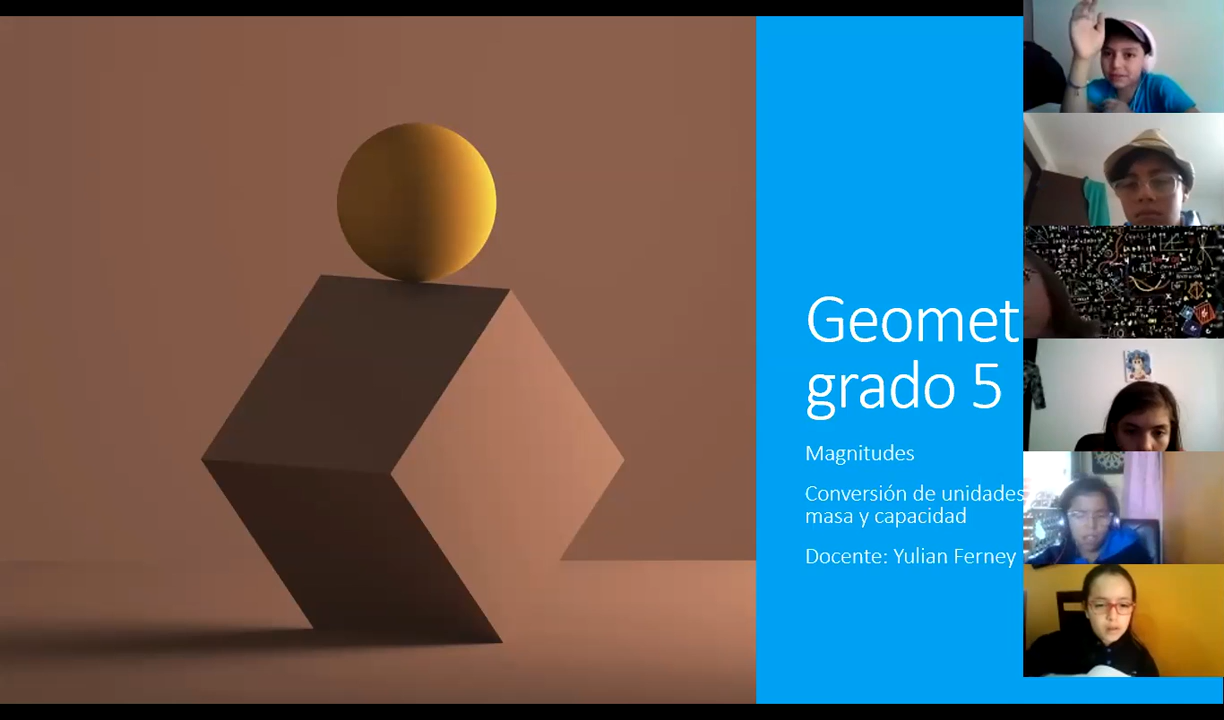 Geomet
grado 5
Magnitudes
Conversión de unidades
masa y capacidad
Docente: Yulian Ferney